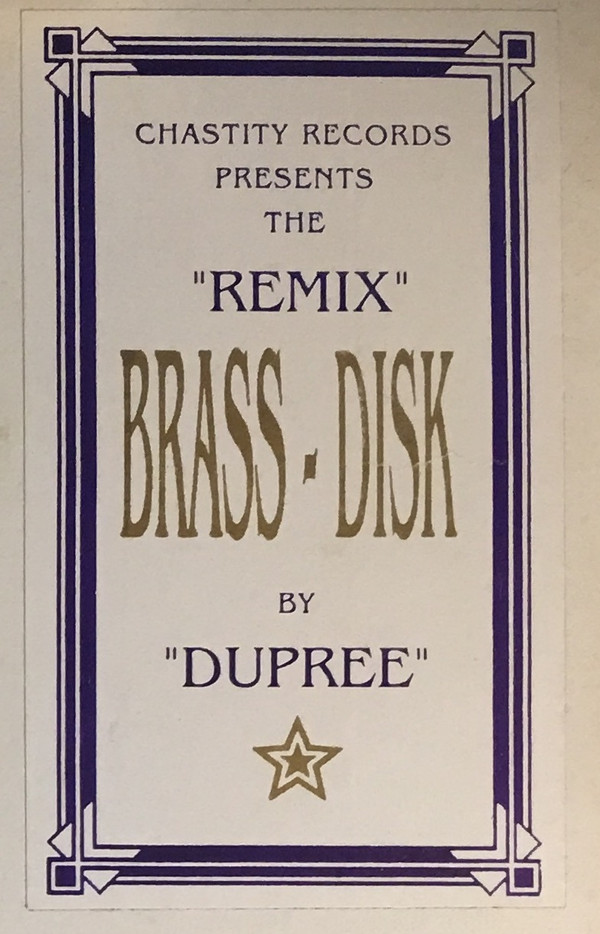 CHASTITY RECORDS
PRESENTS
THE
"REMIX"
BRASS - DISK
BY
"DUPREE"